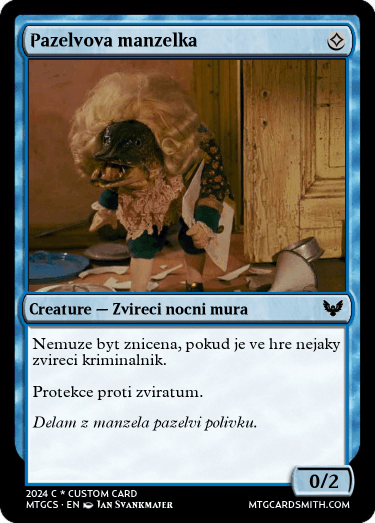 Pazelvova manzelka
Creature — Zvireci nocni mura
Nemuze byt znicena, pokud je ve hre nejaky
zvireci kriminalnik.
Protekce proti zviratum.
Delam z manzela pazelvi polivku.
0/2
2024 C * CUSTOM CARD
MTGCS · EN JAN SVANKMAJER
MTGCARDSMITH.COM